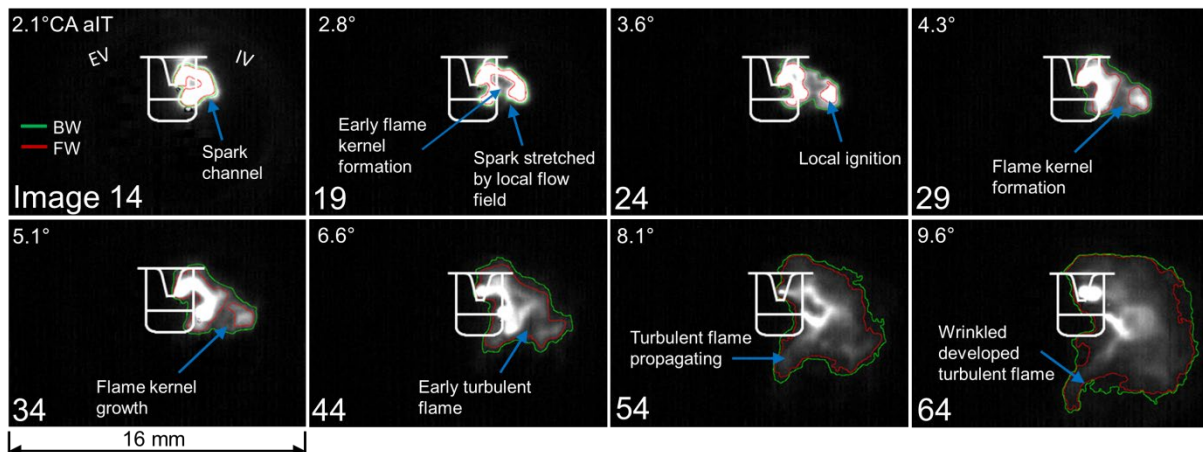 2.1°CA aIT
EV
IV
BW
FW
Spark
channel
Image 14
2.8°
Early flame
kernel
formation
Spark stretched
by local flow
field
19
3.6°
Local ignition
24
4.3°
Flame kernel
formation
29
5.1°
Flame kernel
growth
34
6.6°
Early turbulent
flame
44
8.1°
Turbulent flame
propagating
54
9.6°
Wrinkled
developed
turbulent flame
64
16 mm